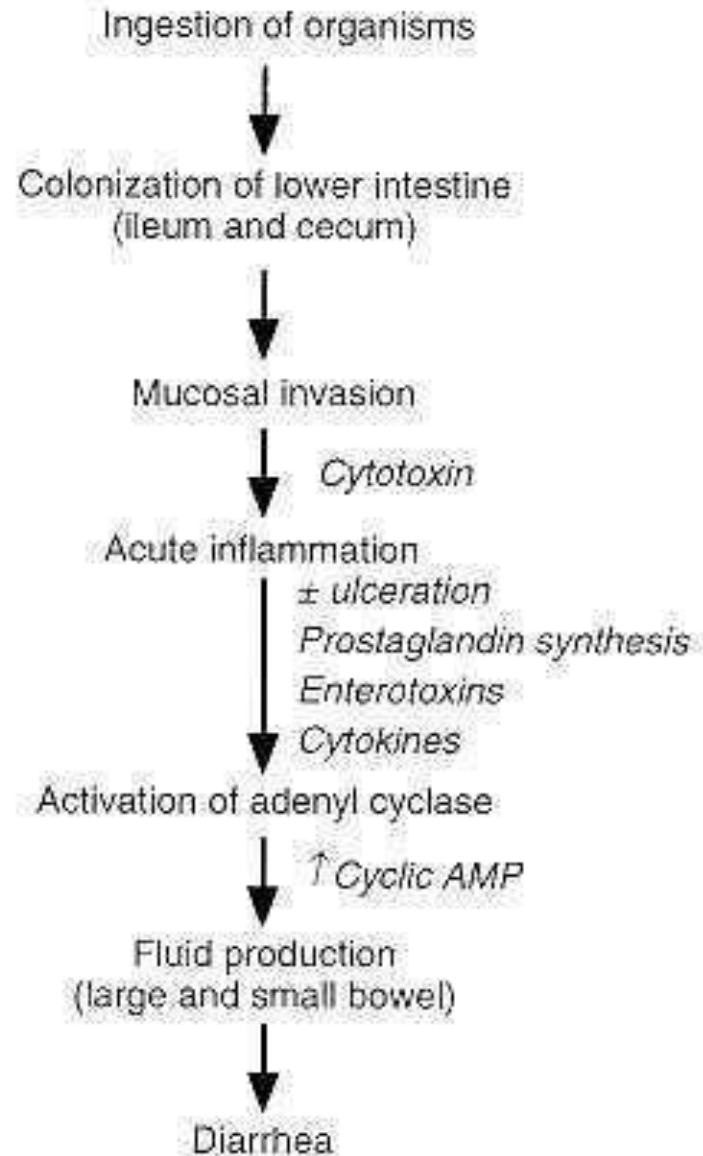 Ingestion of organisms
Colonization of lower intestine
(ileum and cecum)
Mucosal invasion
Cytotoxin
Acute inflammation
± ulceration
Prostaglandin synthesis
Enterotoxins
Cytokines
Activation of adenyl cyclase
↑ Cyclic AMP
Fluid production
(large and small bowel)
Diarrhea